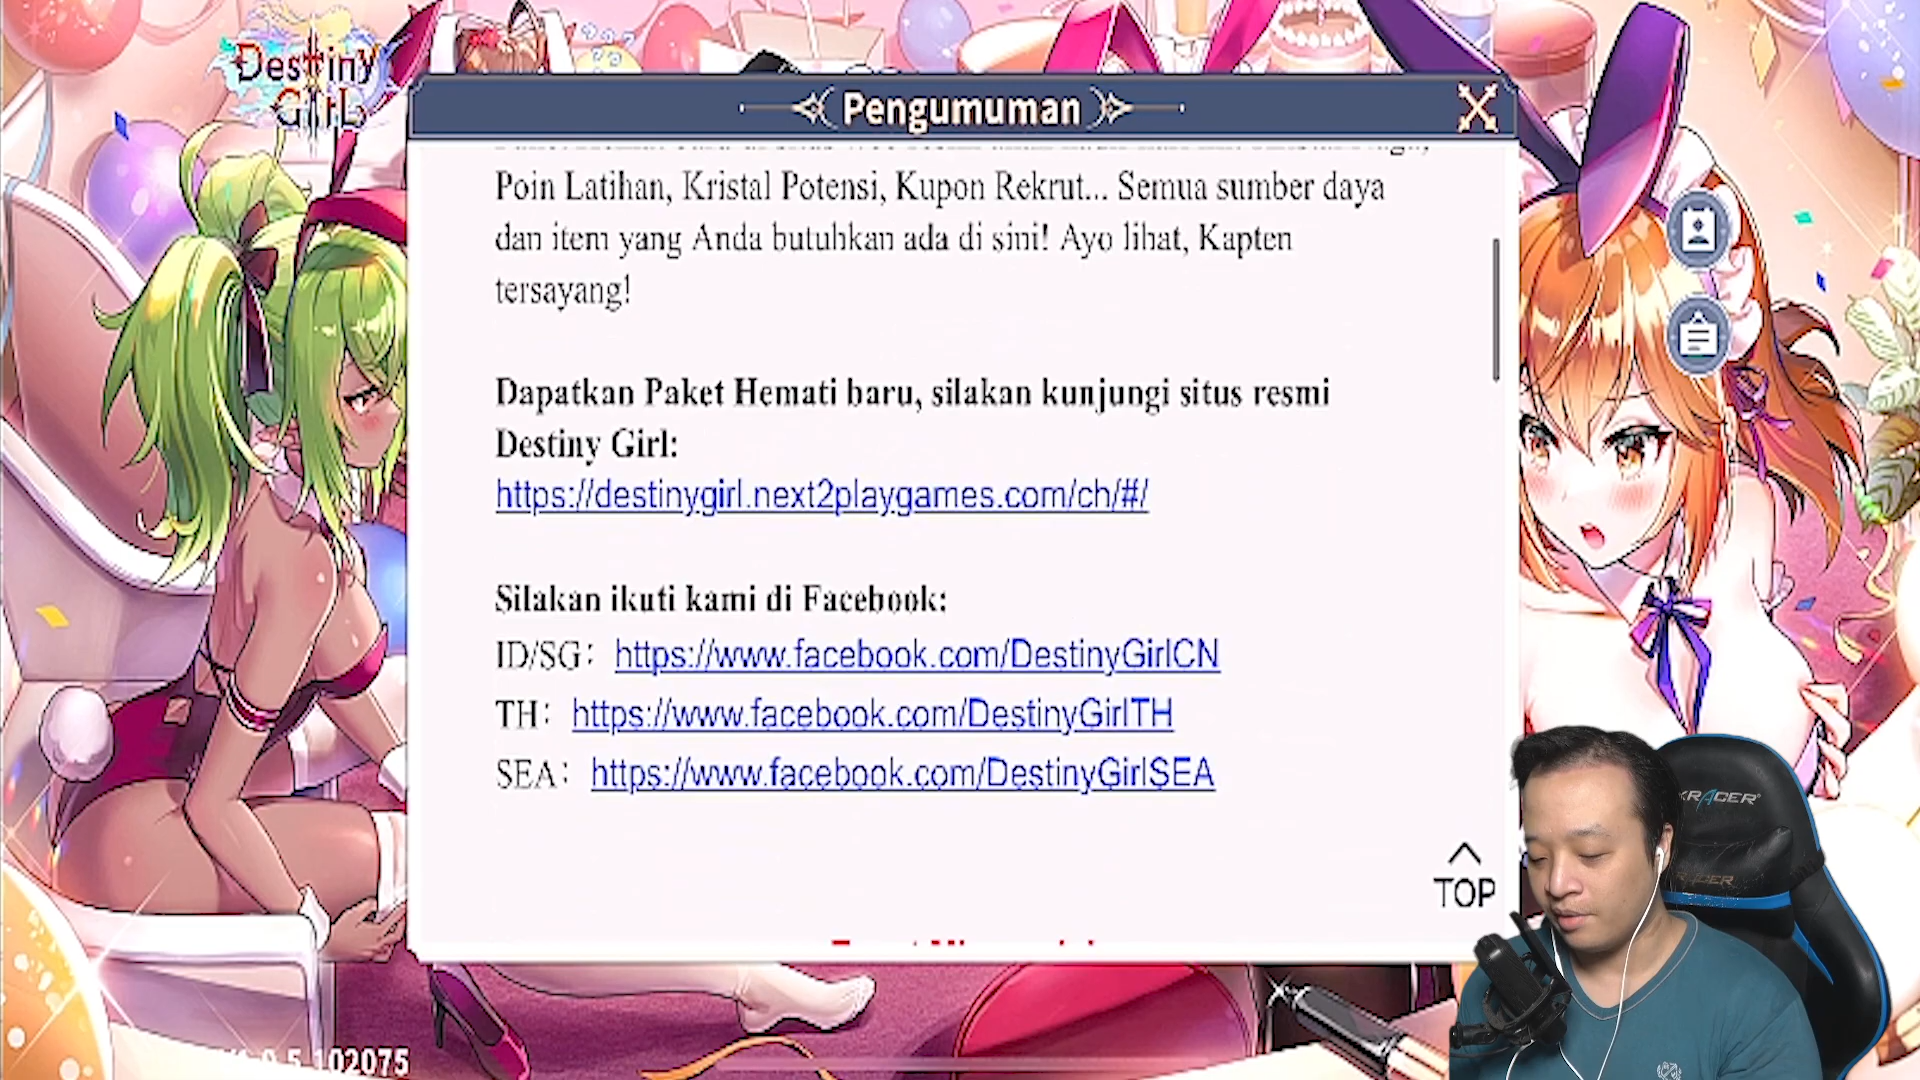 Destiny
Girl
Pengumuman
Poin Latihan, Kristal Potensi, Kupon Rekrut... Semua sumber daya
dan item yang Anda butuhkan ada di sini! Ayo lihat, Kapten
tersayang!
Dapatkan Paket Hemati baru, silakan kunjungi situs resmi
Destiny Girl:
https://destinygirl.next2playgames.com/ch/#/
Silakan ikuti kami di Facebook:
ID/SG: https://www.facebook.com/DestinyGirlCN
TH: https://www.facebook.com/DestinyGirlTH
SEA: https://www.facebook.com/DestinyGirlSEA
TOP
102075